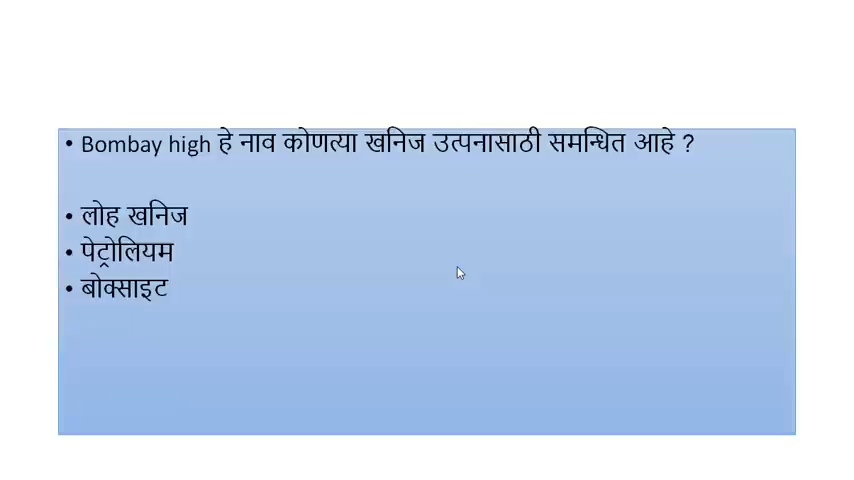 • Bombay high हे नाव कोणत्या खनिज उत्पनासाठी समन्धित आहे ?
• लोह खनिज
• पेट्रोलियम
• बोक्साइट